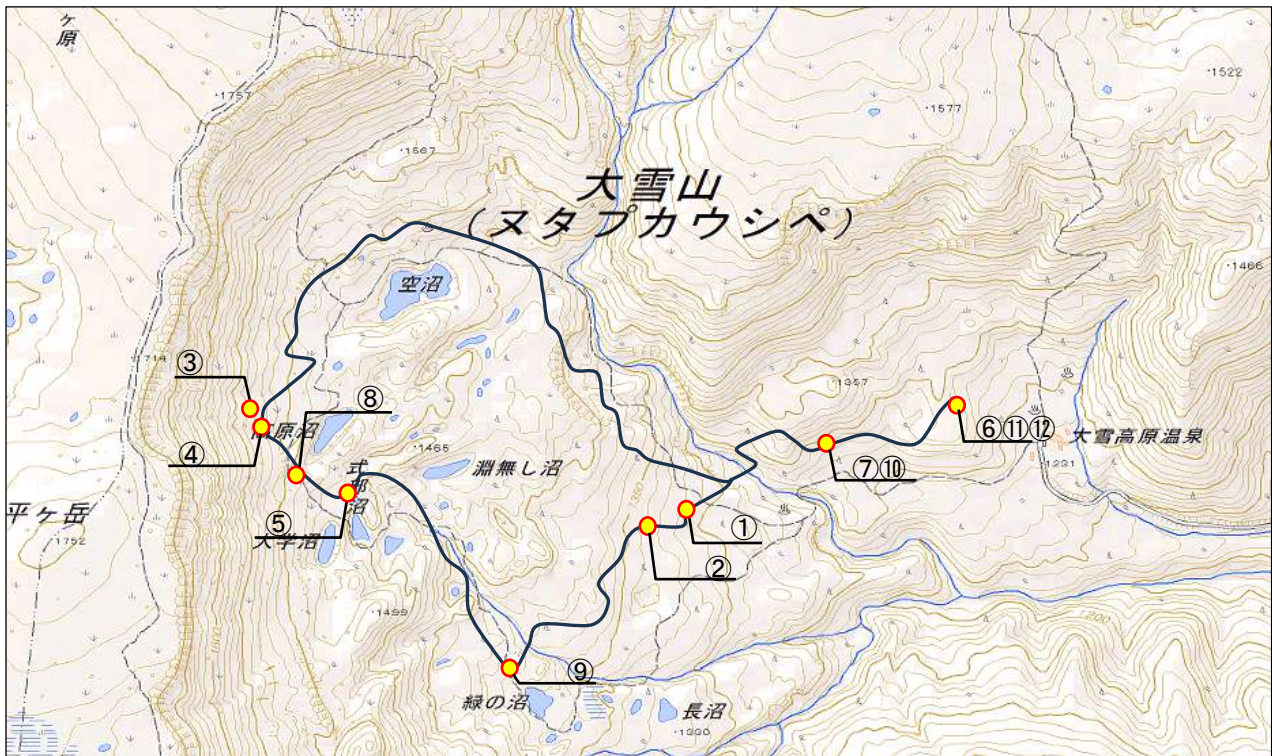 ヶ原
1757
1522
1577
1567
大雪山
(ヌタプカウシペ)
1466
空沼
1714
③
⑧
1357
⑥⑪⑫
大雪高原温泉
④
原沼
1465
淵無し沼
⑦⑩
1231
式部沼
平ヶ岳
1752
⑤
大学沼
①
②
1499
⑨
緑の沼
長沼
1330